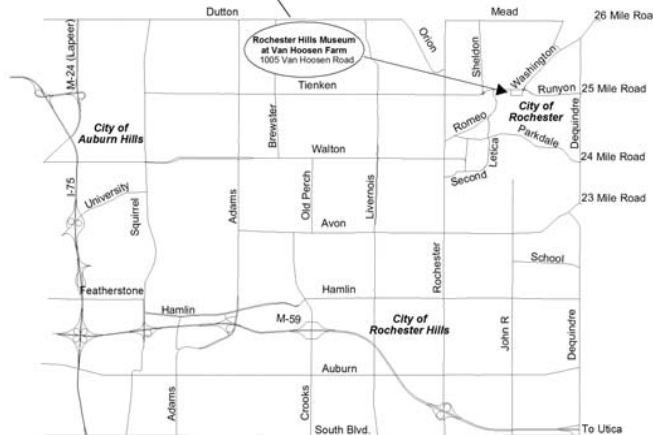 Dutton
Mead
26 Mile Roa
M-24 (Lapeer)
Orion
Sheldon
Washington
Rochester Hills Museum
at Van Hoosen Farm
1005 Van Hoosen Road
Tienken
Runyon
25 Mile Road
City of
Rochester
City of
Auburn Hills
Brewster
Romeo
Parkdale
Dequindre
Walton
Letica
24 Mile Road
Second
I-75
University
Squirrel
Adams
Old Perch
Livernois
23 Mile Road
Avon
Rochester
School
Featherstone
Hamlin
Hamlin
M-59
City of
Rochester Hills
John R
Dequindre
Auburn
Adams
Crooks
South Blvd.
To Utica